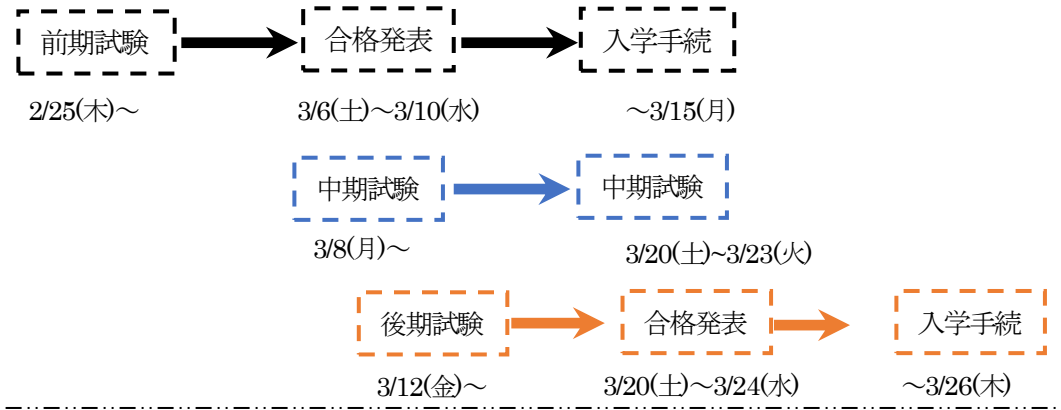 前期試験 合格発表 入学手続
2/25(木)～ 3/6(土)～3/10(水) ～3/15(月)
中期試験 中期試験
3/8(月)～ 3/20(土)~3/23(火)
後期試験 合格発表 入学手続
3/12(金)～ 3/20(土)～3/24(水) ～3/26(木)